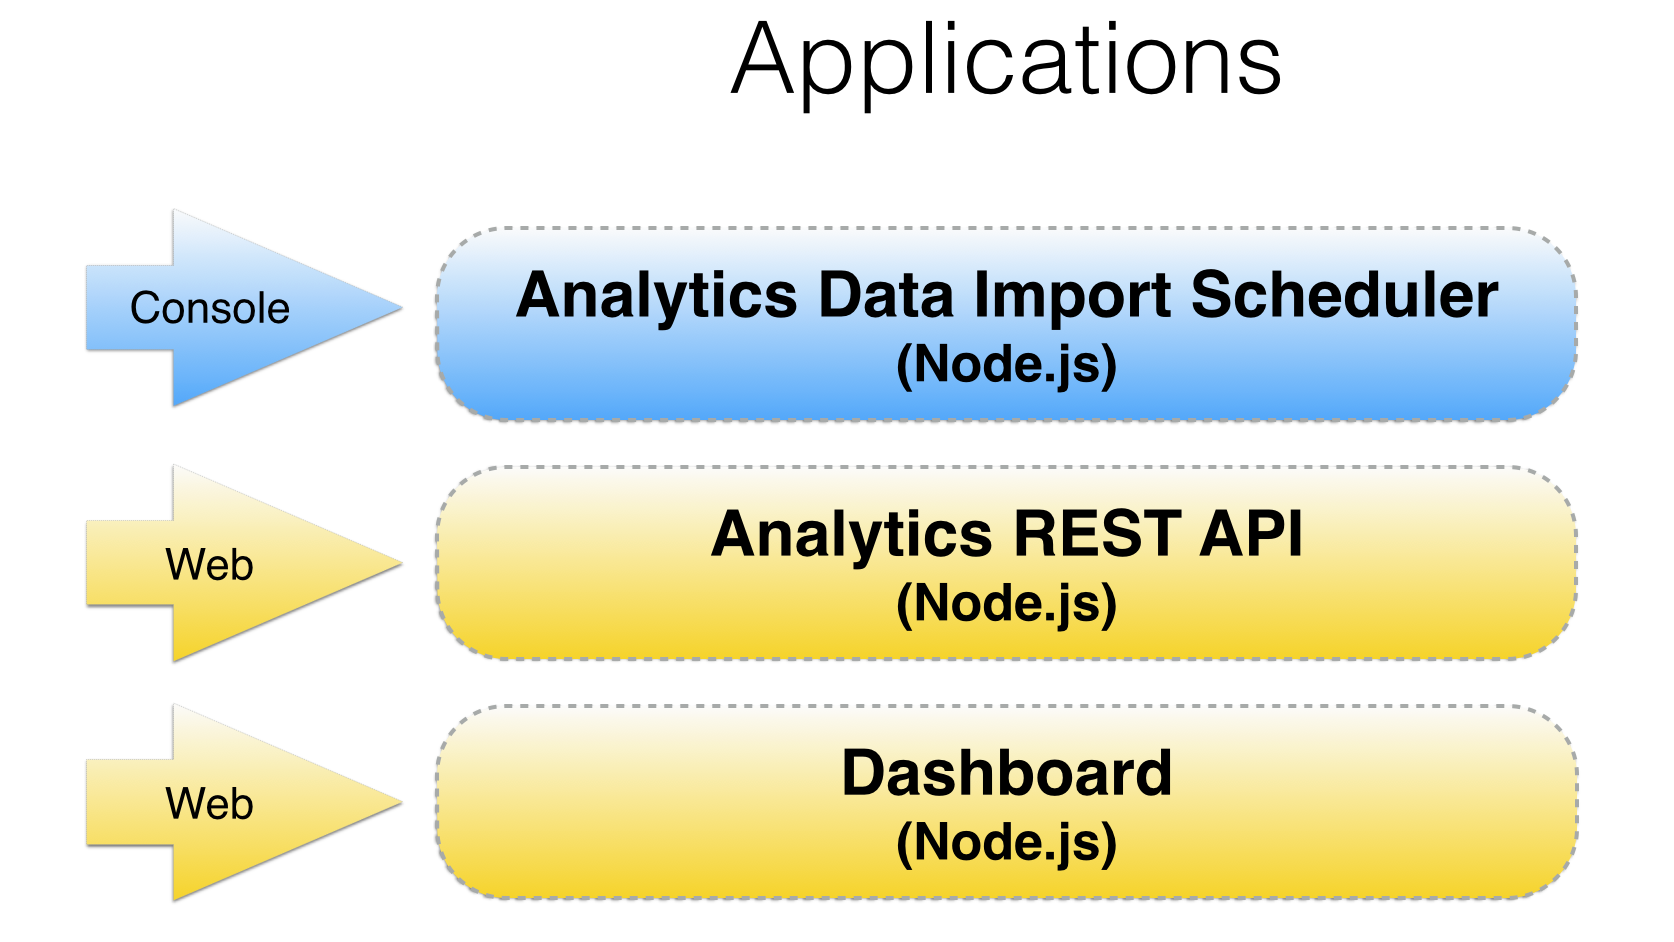 Applications
Console
Analytics Data Import Scheduler
(Node.js)
Web
Analytics REST API
(Node.js)
Web
Dashboard
(Node.js)